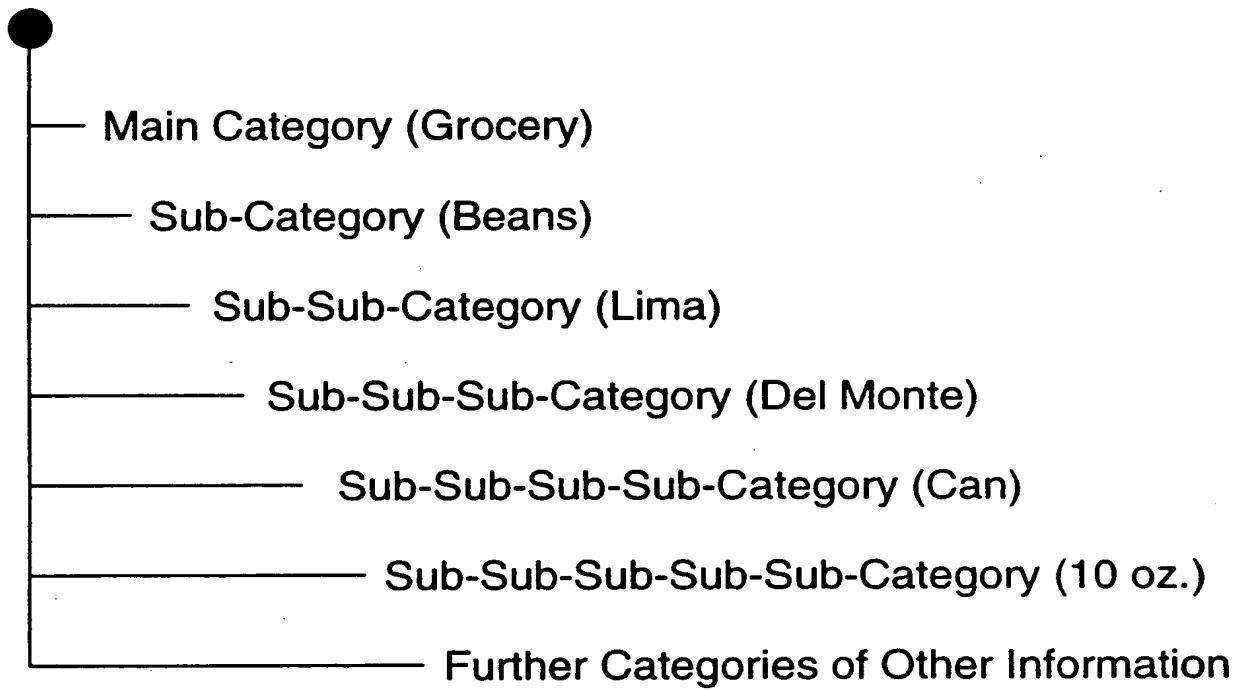 Main Category (Grocery)
Sub-Category (Beans)
Sub-Sub-Category (Lima)
Sub-Sub-Sub-Category (Del Monte)
Sub-Sub-Sub-Sub-Category (Can)
Sub-Sub-Sub-Sub-Sub-Category (10 oz.)
Further Categories of Other Information